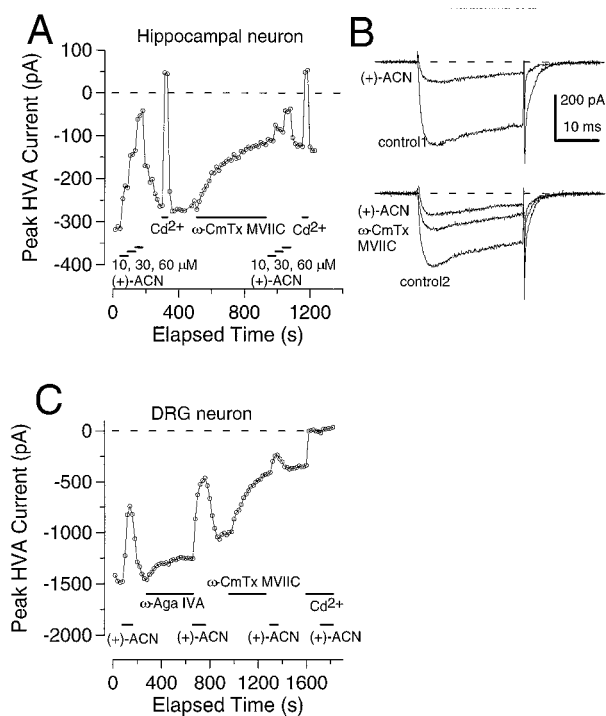 A
Hippocampal neuron
Peak HVA Current (pA)
100
0
-100
-200
-300
-400
Cd2+
ω-CmTx MVIIC
Cd2+
10, 30, 60 μM
(+)-ACN
10, 30, 60 μM
(+)-ACN
0
400
800
1200
Elapsed Time (s)
B
(+)-ACN
control1
200 pA
10 ms
(+)-ACN
ω-CmTx
MVIIC
control2
C
DRG neuron
Peak HVA Current (pA)
0
-500
-1000
-1500
-2000
ω-Aga IVA
ω-CmTx MVIIC
Cd2+
(+)-ACN
(+)-ACN
(+)-ACN
(+)-ACN
0
400
800
1200
1600
Elapsed Time (s)